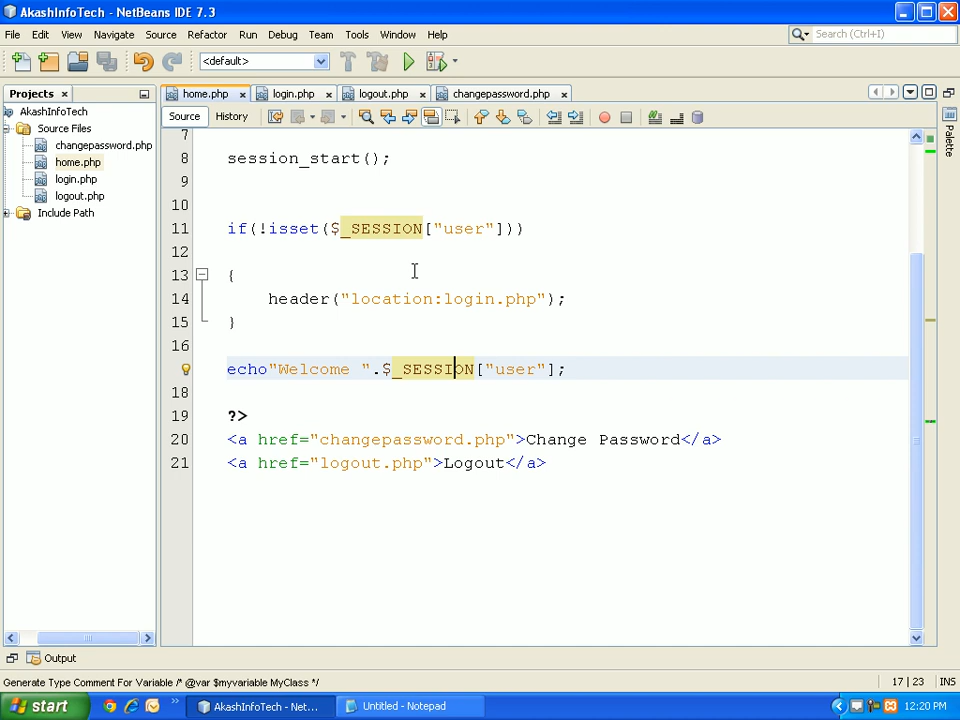 AkashInfoTech - NetBeans IDE 7.3
File Edit View Navigate Source Refactor Run Debug Team Tools Window Help
<default>
Search (Ctrl+I)
Projects
home.php login.php logout.php changepassword.php
AkashInfoTech
Source History
Source Files
changepassword.php
home.php
login.php
logout.php
Include Path
Palette
7
8 session_start();
9
10
11 if(!isset($_SESSION["user"]))
12
13 {
14 header("location:login.php");
15 }
16
echo"Welcome ".$_SESSION["user"];
18
19 ?>
20 <a href="changepassword.php">Change Password</a>
21 <a href="logout.php">Logout</a>
Output
Generate Type Comment For Variable /* @var $myvariable MyClass */
17 | 23 INS
start
AkashInfoTech - Net...
Untitled - Notepad
12:20 PM